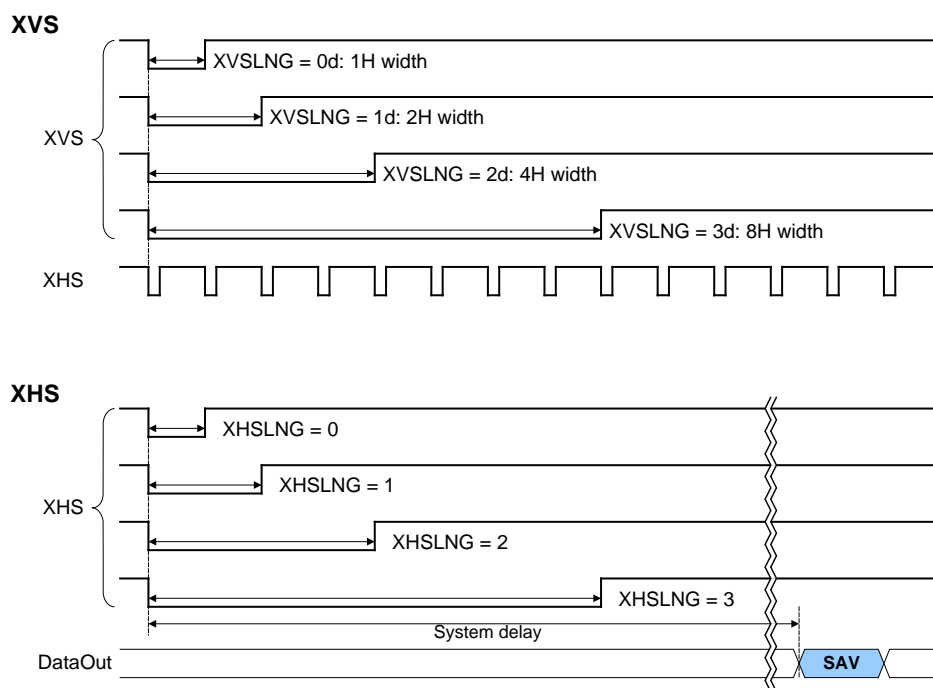 XVS
XVSLNG = 0d: 1H width
XVSLNG = 1d: 2H width
XVS
XVSLNG = 2d: 4H width
XVSLNG = 3d: 8H width
XHS
XHS
XHSLNG = 0
XHSLNG = 1
XHS
XHSLNG = 2
XHSLNG = 3
System delay
DataOut
SAV